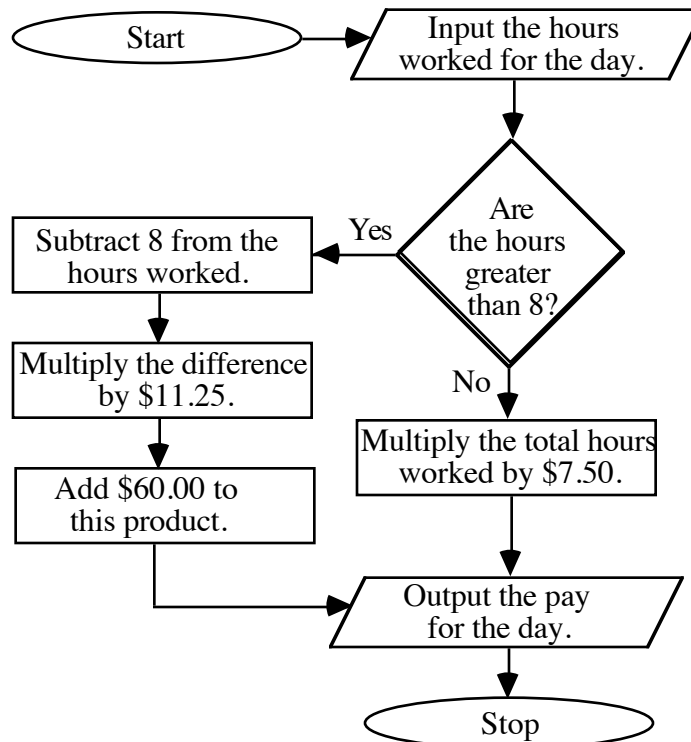 Start
Input the hours
worked for the day.
Are
the hours
greater
than 8?
Yes
Subtract 8 from the
hours worked.
Multiply the difference
by $11.25.
Add $60.00 to
this product.
No
Multiply the total hours
worked by $7.50.
Output the pay
for the day.
Stop